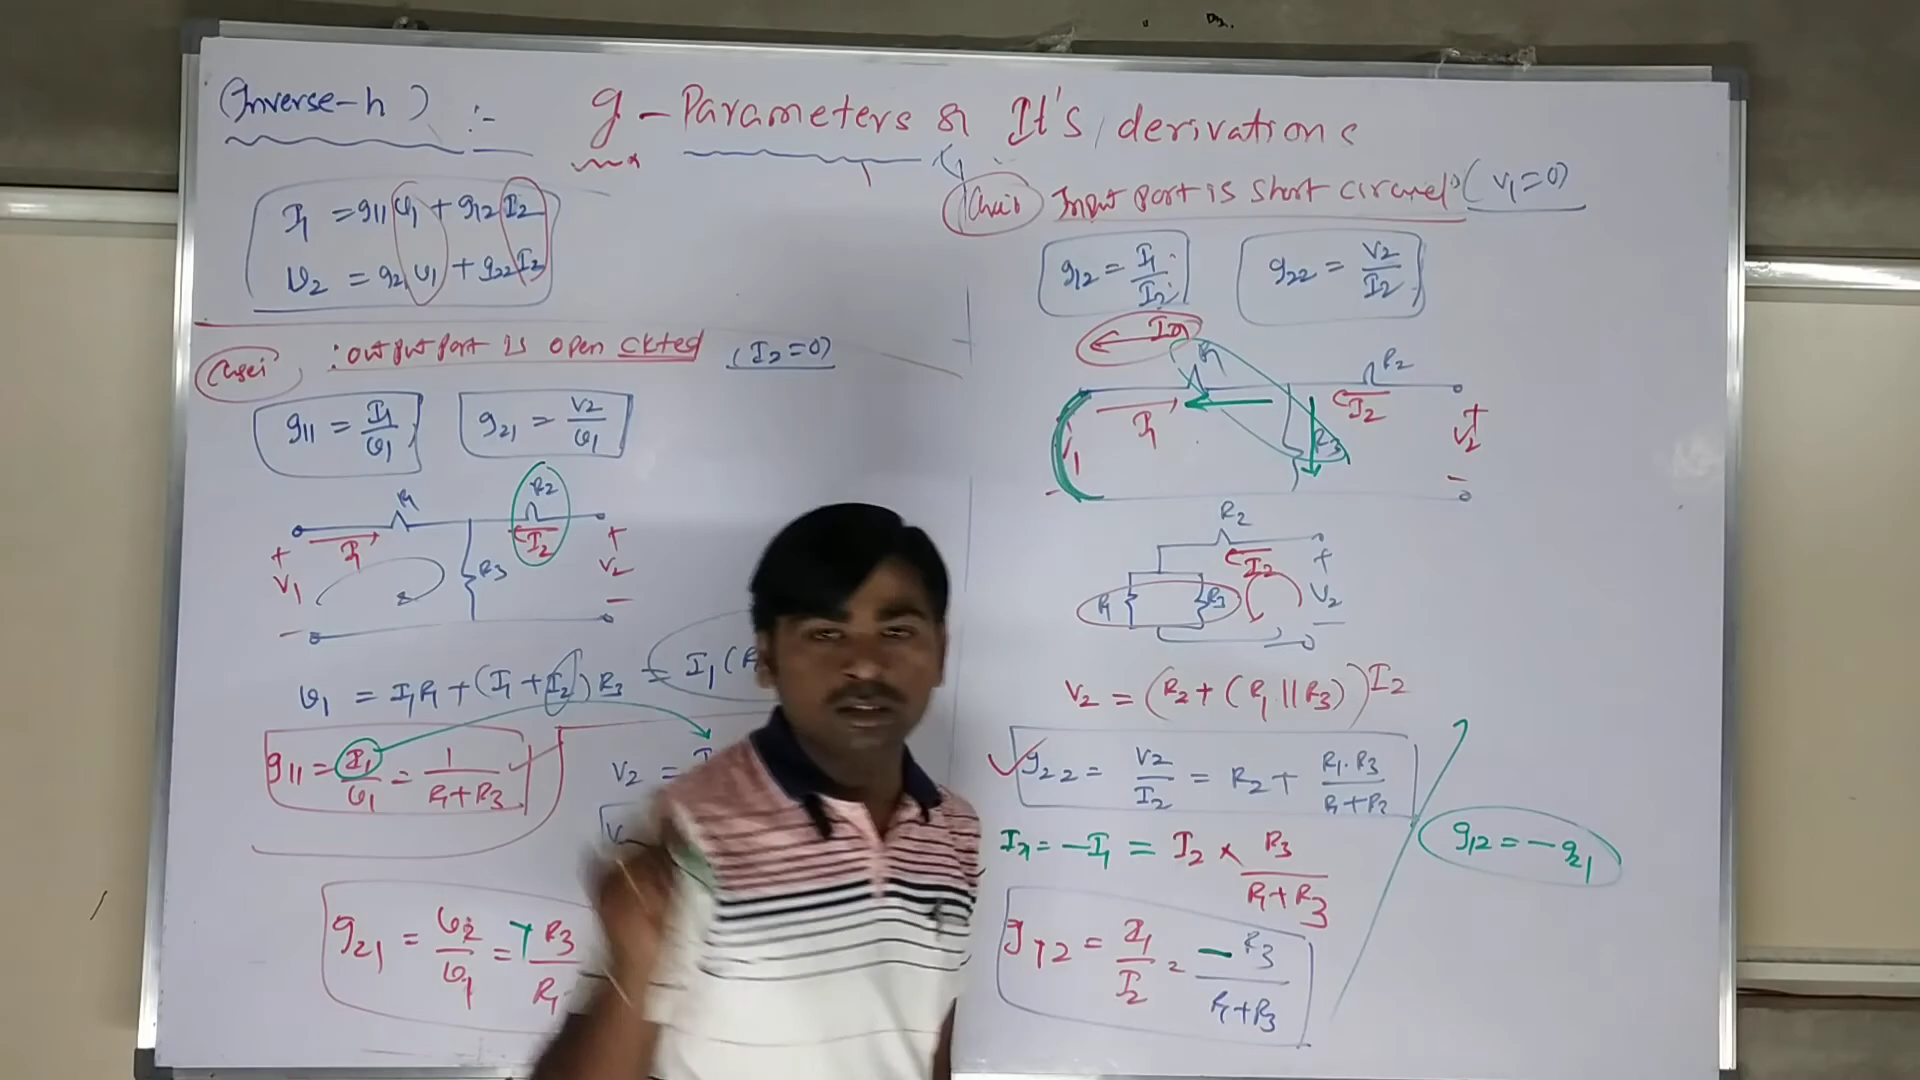 (Inverse-h) :- g-Parameters & It's derivations
I1 = g11 V1 + g12 I2
V2 = g21 V1 + g22 I2
Case i : output port is open ckted (I2=0)
g11 = I1/V1
g21 = V2/V1
R1
R2
I1
I2
R3
+
V1
-
+
V2
-
V1 = I1R1 + (I1+I2) R3 = I1(R
g11 = I1/V1 = 1/R1+R3
V2 =
g21 = V2/V1 = + R3/R1
Input port is short (V1=0)
g12 = I1/I2
g22 = V2/I2
R1
R2
I1
I2
R3
+
V2
-
R2
I2
R1
R3
+
V2
-
V2 = (R2 + (R1 || R3)) I2
g22 = V2/I2 = R2 + R1.R3/R1+R2
= -I1 = I2 × R3/R1+R3
g12 = -g21
g12 = I1/I2 = -R3/R1+R3